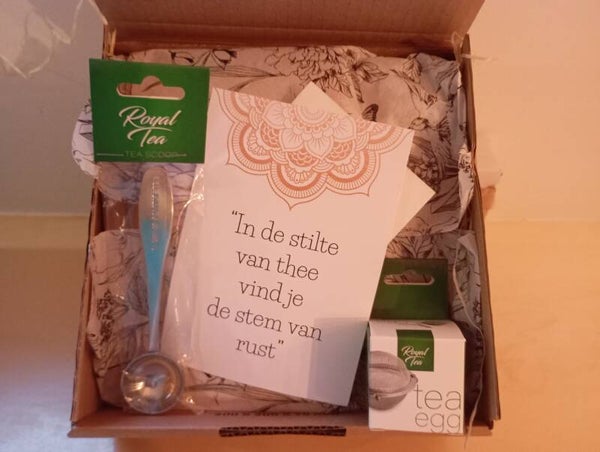 Royal
Tea
TEA SCOOP
“In de stilte
van thee
vind je
de stem van
rust”
Royal
Tea
tea
egg